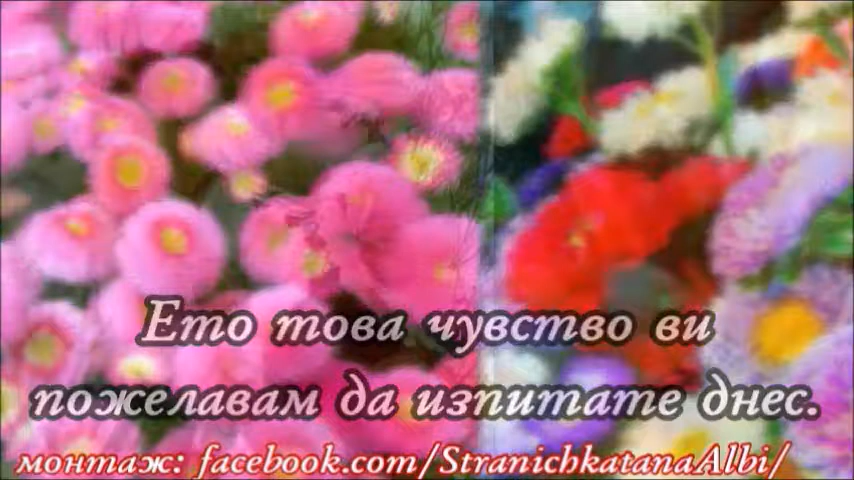 Ето това чувство ви
пожелавам да изпитате днес.
монтаж: facebook.com/StranichkatanaAlbi/